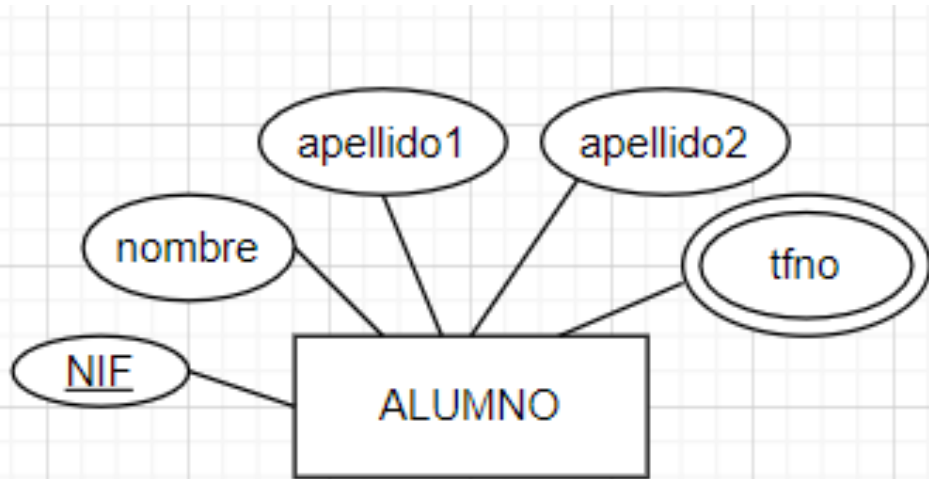 apellido1
apellido2
nombre
tfno
NIF
ALUMNO